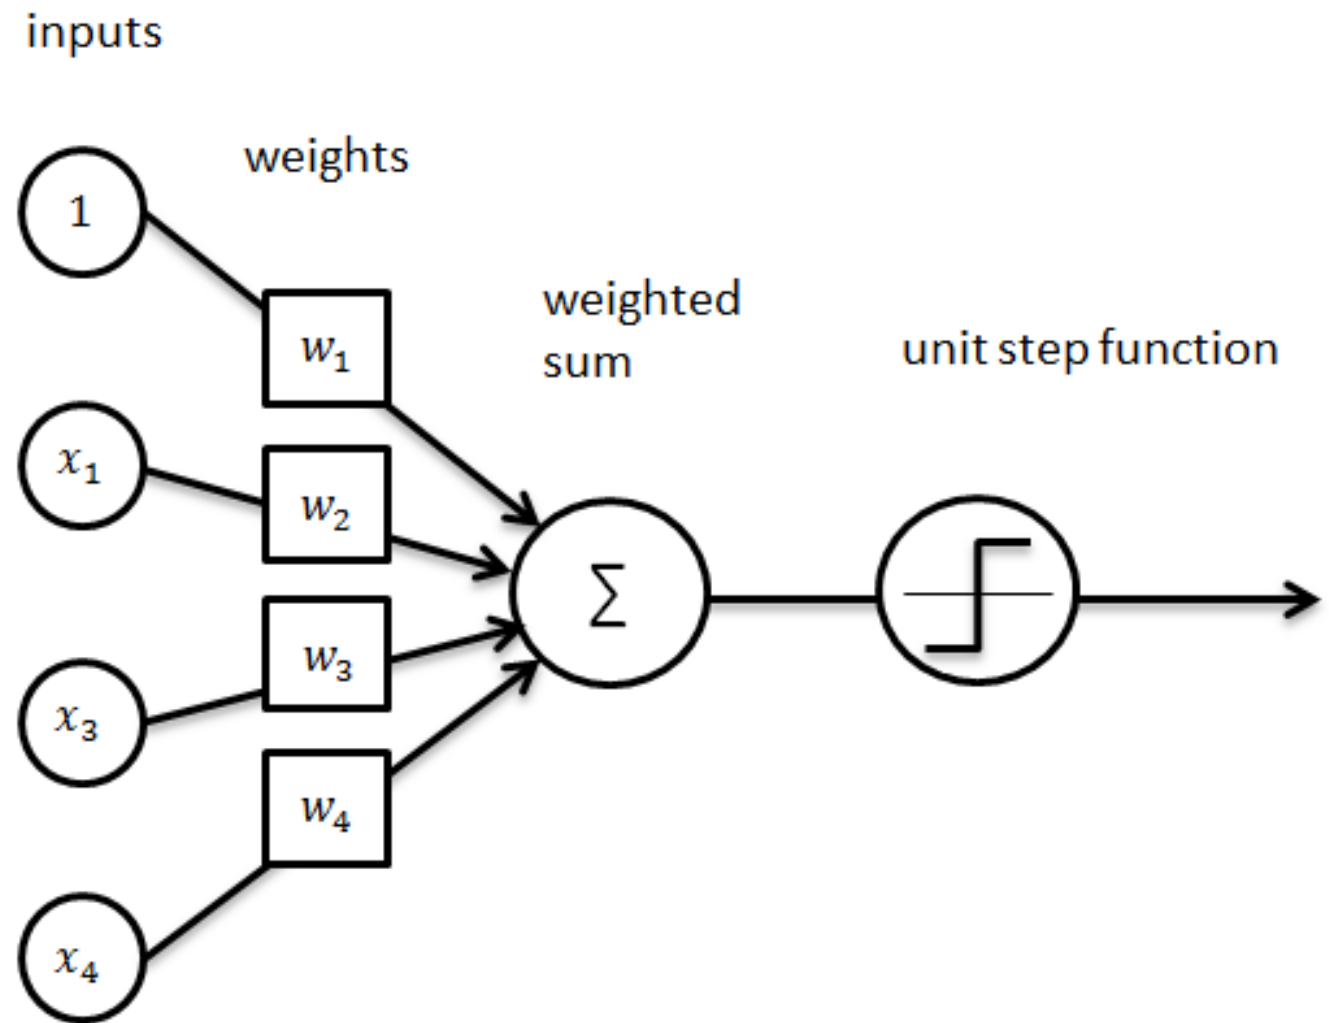 inputs
weights
1
w₁
weighted
sum
unit step function
x₁
w₂
∑
w₃
x₃
w₄
x₄